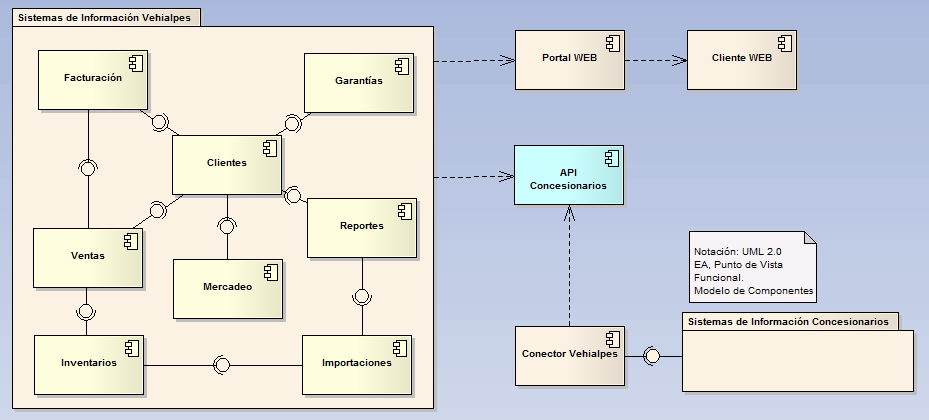 Sistemas de Información Vehialpes
Facturación
Garantías
Clientes
Reportes
Ventas
Mercadeo
Inventarios
Importaciones
Portal WEB
Cliente WEB
API
Concesionarios
Notación: UML 2.0
EA, Punto de Vista
Funcional.
Modelo de Componentes
Conector Vehialpes
Sistemas de Información Concesionarios